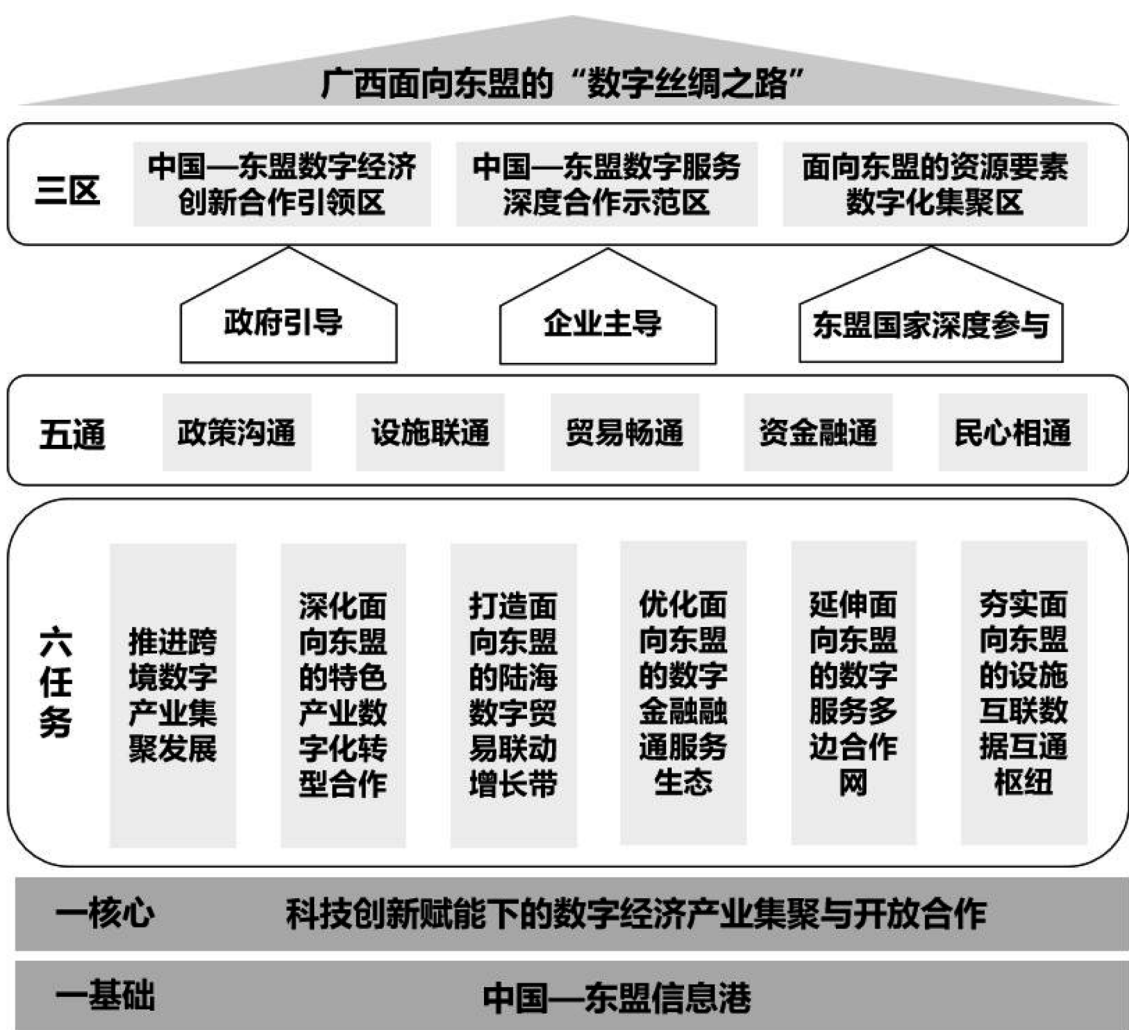 广西面向东盟的“数字丝绸之路”
三区
中国—东盟数字经济
创新合作引领区
中国—东盟数字服务
深度合作示范区
面向东盟的资源要素
数字化集聚区
政府引导
企业主导
东盟国家深度参与
五通
政策沟通
设施联通
贸易畅通
资金融通
民心相通
六
任
务
推进跨
境数字
产业集
聚发展
深化面
向东盟
的特色
产业数
字化转
型合作
打造面
向东盟
的陆海
数字贸
易联动
增长带
优化面
向东盟
的数字
金融融
通服务
生态
延伸面
向东盟
的数字
服务多
边合作
网
夯实面
向东盟
的设施
互联数
据互通
枢纽
一核心
科技创新赋能下的数字经济产业集聚与开放合作
一基础
中国—东盟信息港